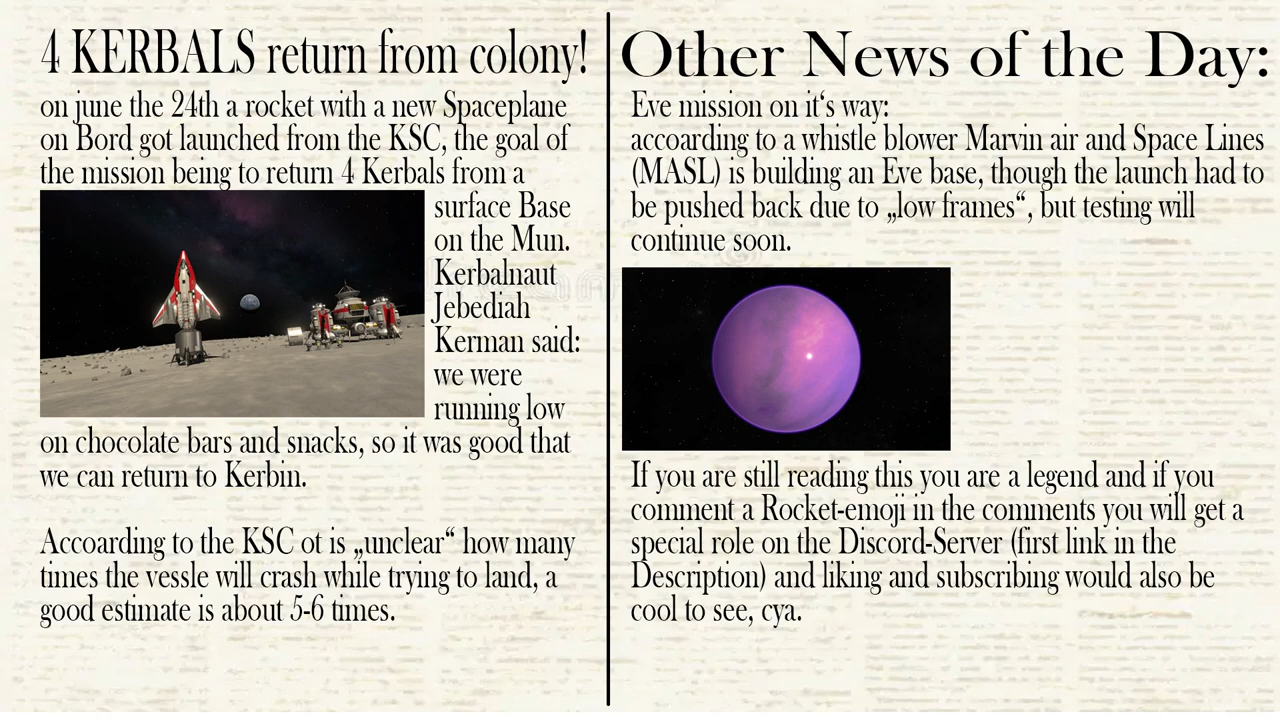 4 KERBALS return from colony!
on june the 24th a rocket with a new Spaceplane
on Bord got launched from the KSC, the goal of
the mission being to return 4 Kerbals from a
surface Base
on the Mun.
Kerbalnaut
Jebediah
Kerman said:
we were
running low
on chocolate bars and snacks, so it was good that
we can return to Kerbin.
Accoarding to the KSC ot is „unclear“ how many
times the vessle will crash while trying to land, a
good estimate is about 5-6 times.
Other News of the Day:
Eve mission on it‘s way:
accoarding to a whistle blower Marvin air and Space Lines
(MASL) is building an Eve base, though the launch had to
be pushed back due to „low frames“, but testing will
continue soon.
If you are still reading this you are a legend and if you
comment a Rocket-emoji in the comments you will get a
special role on the Discord-Server (first link in the
Description) and liking and subscribing would also be
cool to see, cya.